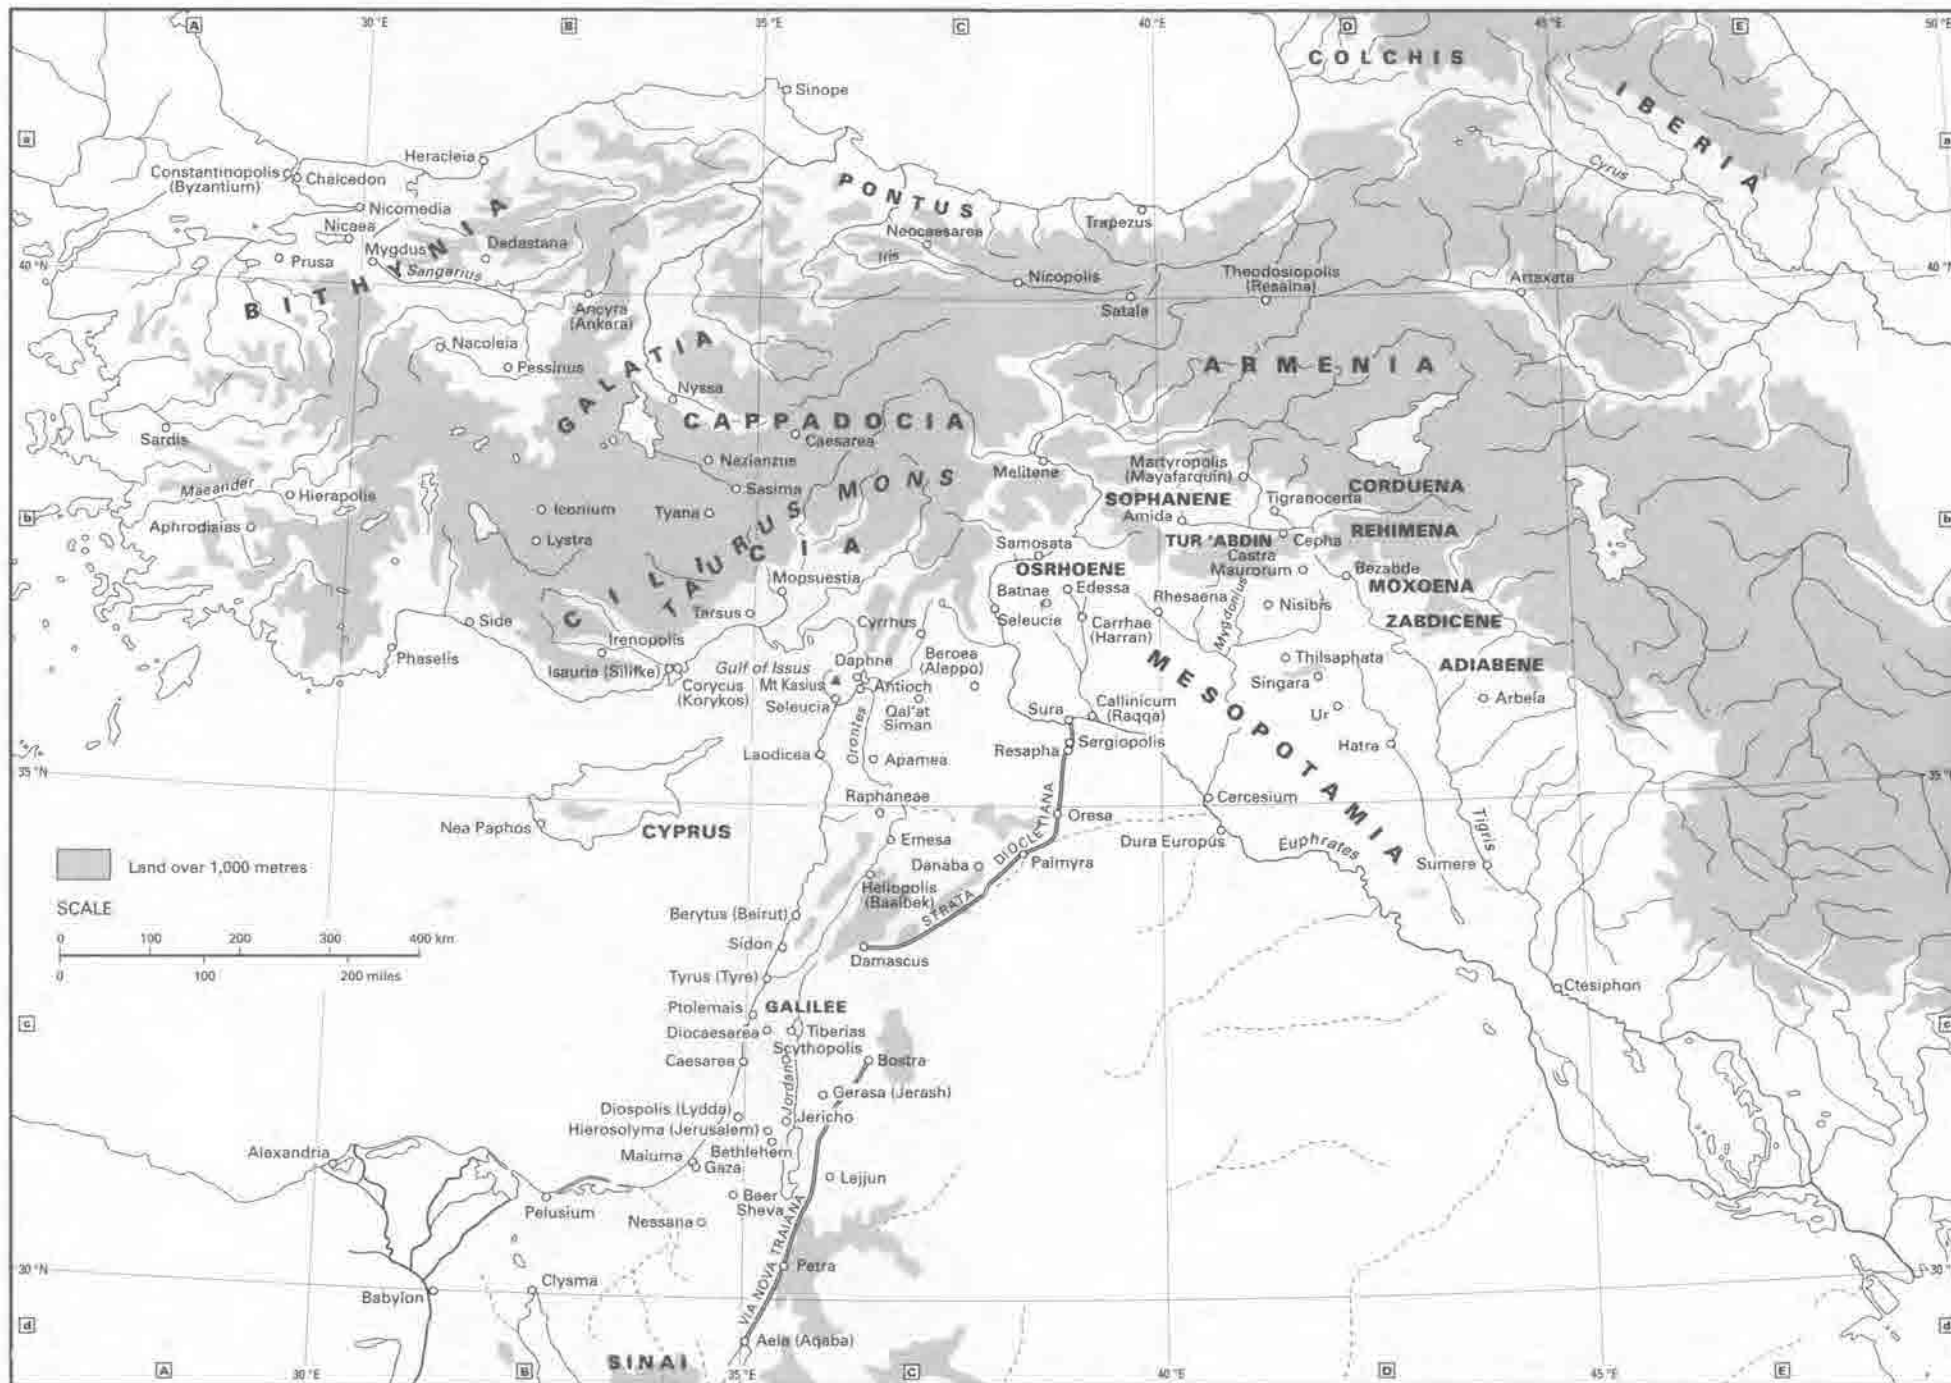 A
30 °E
B
35 °E
C
40 °E
D
45 °E
E
50 °E
COLCHIS
IBERIA
Sinope
a
a
Heracleia
Constantinopolis
(Byzantium)
Chalcedon
Cyrus
PONTUS
Nicomedia
Nicaea
Trapezus
Neocaesarea
Mygdus
Dadastana
BITHYNIA
Prusa
Sangarius
Iris
40 °N
40 °N
Nicopolis
Theodosiopolis
(Resaina)
Artaxata
Ancyra
(Ankara)
Satala
Nacoleia
Pessinus
GALATIA
ARMENIA
Nyssa
CAPPADOCIA
Sardis
Caesarea
Nazianzus
Melitene
Martyropolis
(Mayafarquin)
Maeander
Hierapolis
Sasima
TAURUS MONS
SOPHANENE
Tigranocerta
CORDUENA
b
b
Iconium
Tyana
Amida
Aphrodisias
REHIMENA
Lystra
TUR 'ABDIN
Cepha
CILICIA
Samosata
Castra
Maurorum
OSRHOENE
Bezabde
Mopsuestia
MOXOENA
Batnae
Edessa
Rhesaena
Nisibis
Mygdonius
Tarsus
Side
Seleucie
Carrhae
(Harran)
ZABDICENE
Cyrrhus
Irenopolis
Phaselis
Isauria (Silifke)
Gulf of Issus
Daphne
Beroea
(Aleppo)
MESOPOTAMIA
Thilsaphata
ADIABENE
Corycus
(Korykos)
Mt Kasius
Antioch
Singara
Arbela
Seleucia
Qal'at
Siman
Sura
Callinicum
(Raqqa)
Ur
Orontes
Laodicea
Apamea
Resapha
Sergiopolis
Hatra
35 °N
35 °N
Raphaneae
Cercesium
Nea Paphos
CYPRUS
Oresa
Emesa
Dura Europus
Euphrates
Tigris
STRATA DIOCLETIANA
Danaba
Palmyra
Sumere
Land over 1,000 metres
Heliopolis
(Baalbek)
SCALE
0 100 200 300 400 km
0 100 200 miles
Berytus (Beirut)
Sidon
Damascus
Tyrus (Tyre)
Ctesiphon
Ptolemais
GALILEE
c
c
Diocaesarea
Tiberias
Scythopolis
Caesarea
Bostra
Jordan
Gerasa (Jerash)
Diospolis (Lydda)
Jericho
Hierosolyma (Jerusalem)
Alexandria
Bethlehem
Maiuma
Gaza
Lejjun
Beer
Sheva
Pelusium
Nessana
VIA NOVA TRAIANA
30 °N
30 °
Petra
Clysma
Babylon
d
d
Aela (Aqaba)
SINAI
A
30 °E
B
35 °E
C
40 °E
D
45 °E
E